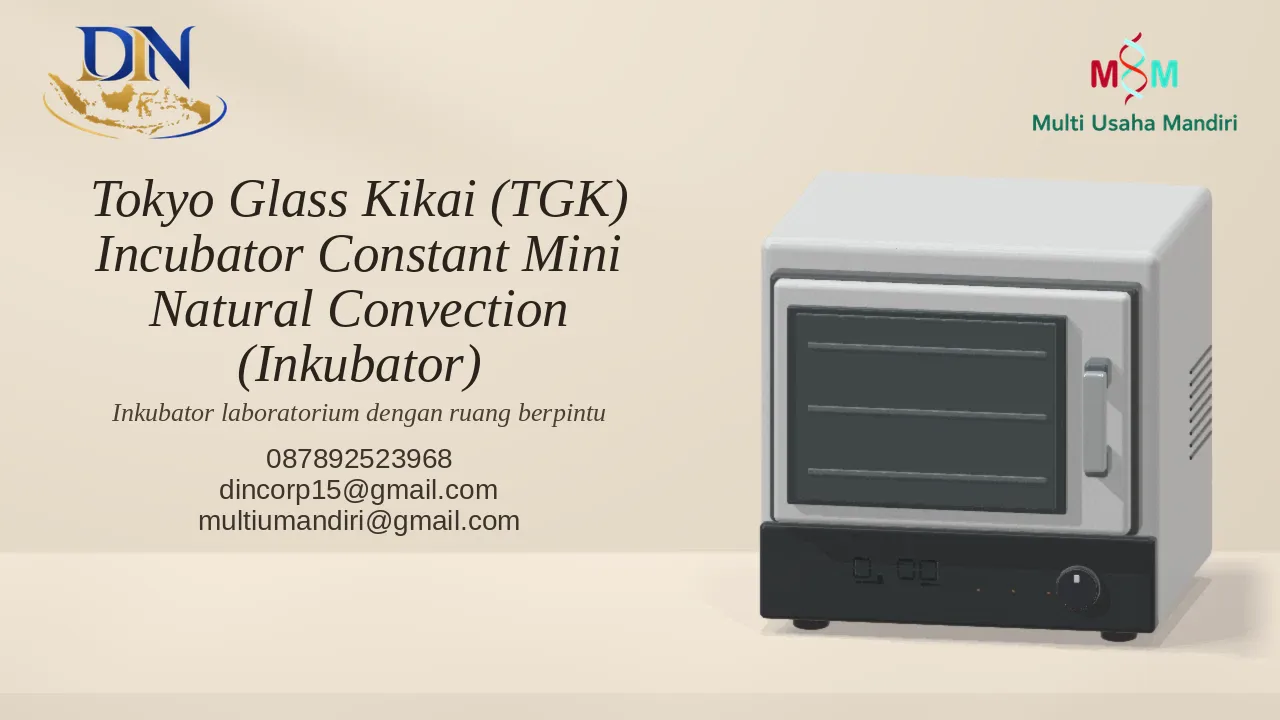 DN
MSM
Multi Usaha Mandiri
Tokyo Glass Kikai (TGK)
Incubator Constant Mini
Natural Convection
(Inkubator)
Inkubator laboratorium dengan ruang berpintu
087892523968
dincorp15@gmail.com
multiumandiri@gmail.com